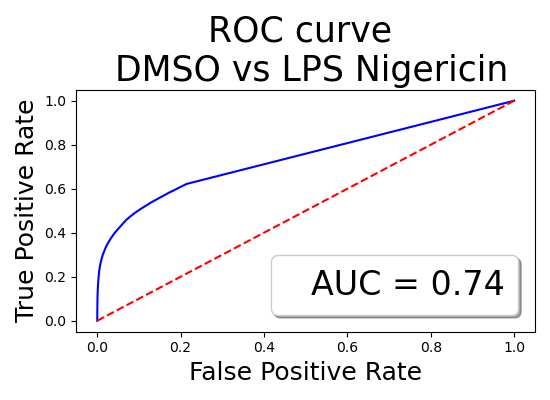 ROC curve
DMSO vs LPS Nigericin
True Positive Rate
1.0
0.8
0.6
0.4
0.2
0.0
AUC = 0.74
0.0 0.2 0.4 0.6 0.8 1.0
False Positive Rate